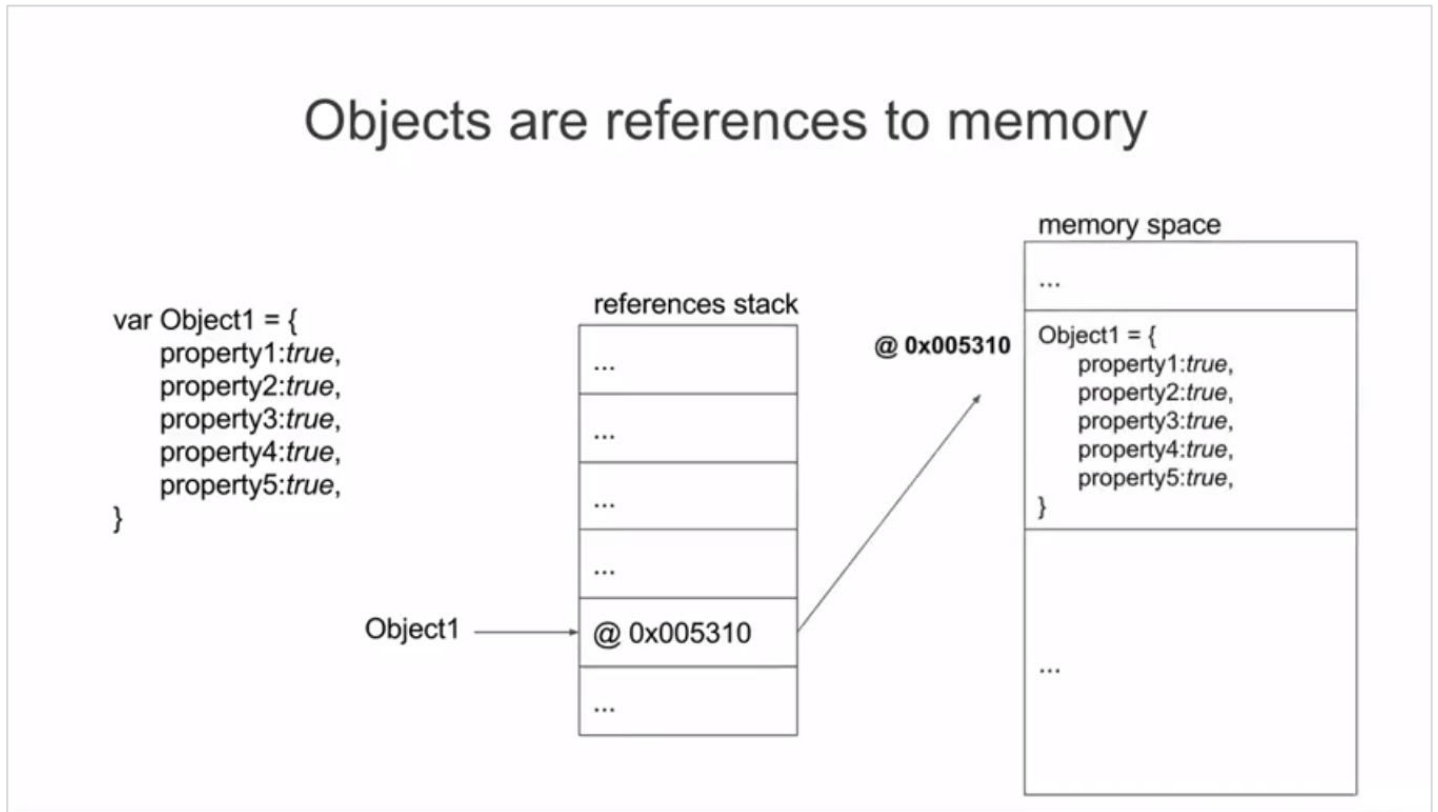 Objects are references to memory
var Object1 = {
property1:true,
property2:true,
property3:true,
property4:true,
property5:true,
}
Object1
references stack
...
...
...
...
@ 0x005310
...
@ 0x005310
memory space
...
Object1 = {
property1:true,
property2:true,
property3:true,
property4:true,
property5:true,
}
...